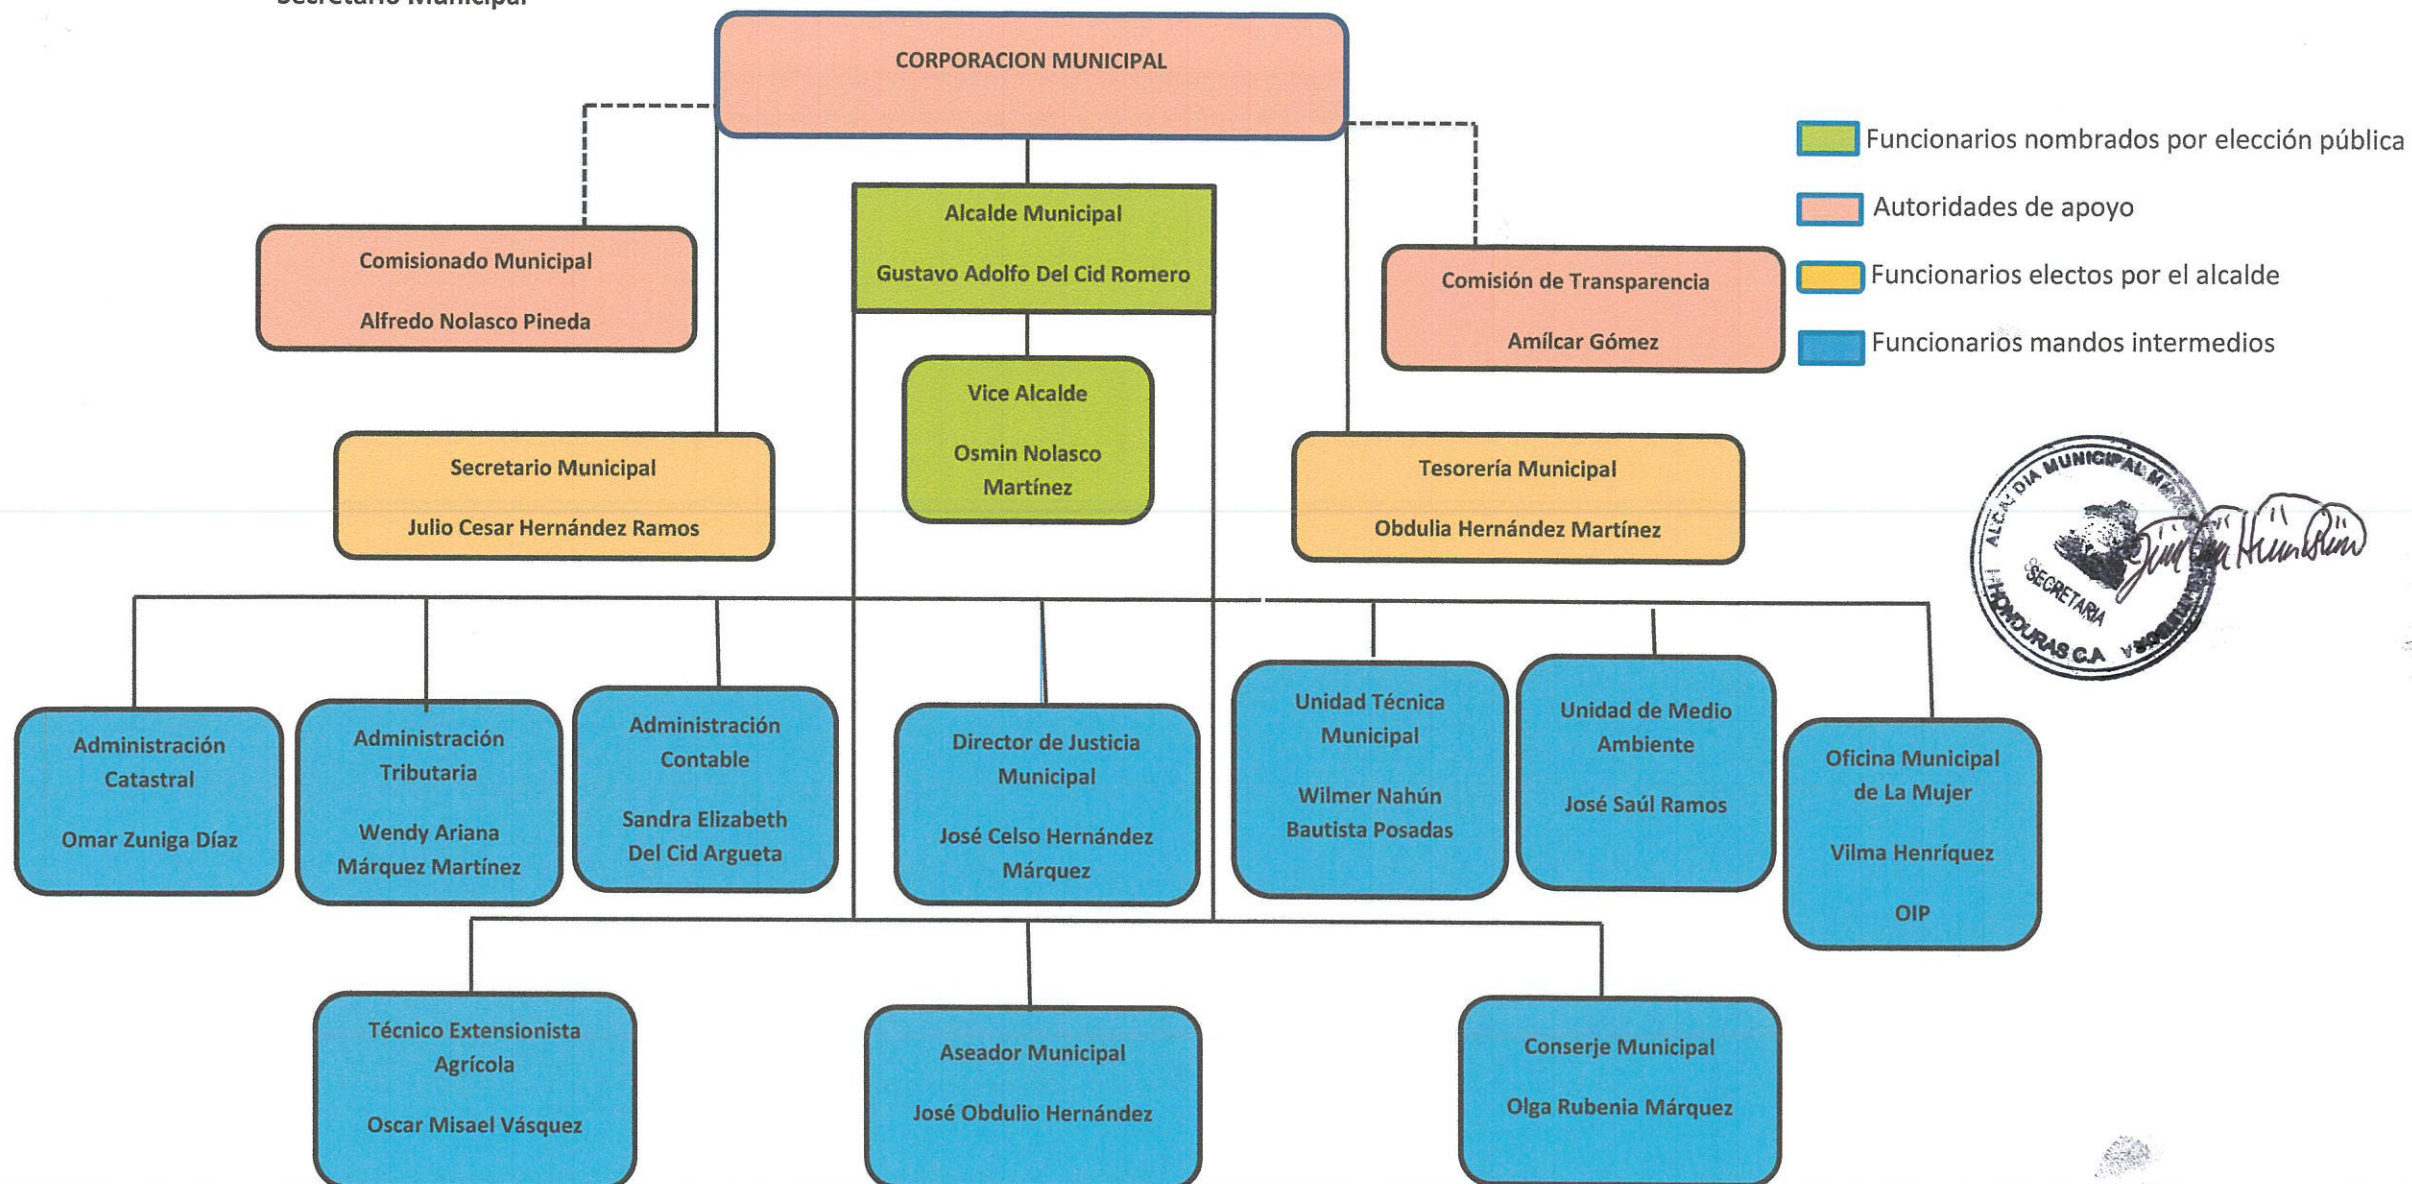 Secretario Municipal
CORPORACION MUNICIPAL
Funcionarios nombrados por elección pública
Autoridades de apoyo
Funcionarios electos por el alcalde
Funcionarios mandos intermedios
Alcalde Municipal
Gustavo Adolfo Del Cid Romero
Comisionado Municipal
Alfredo Nolasco Pineda
Comisión de Transparencia
Amílcar Gómez
Vice Alcalde
Osmin Nolasco
Martínez
Secretario Municipal
Julio Cesar Hernández Ramos
Tesorería Municipal
Obdulia Hernández Martínez
ALCALDIA MUNICIPAL
SECRETARIA
HONDURAS C.A
Administración
Catastral
Omar Zuniga Díaz
Administración
Tributaria
Wendy Ariana
Márquez Martínez
Administración
Contable
Sandra Elizabeth
Del Cid Argueta
Director de Justicia
Municipal
José Celso Hernández
Márquez
Unidad Técnica
Municipal
Wilmer Nahún
Bautista Posadas
Unidad de Medio
Ambiente
José Saúl Ramos
Oficina Municipal
de La Mujer
Vilma Henríquez
OIP
Técnico Extensionista
Agrícola
Oscar Misael Vásquez
Aseador Municipal
José Obdulio Hernández
Conserje Municipal
Olga Rubenia Márquez